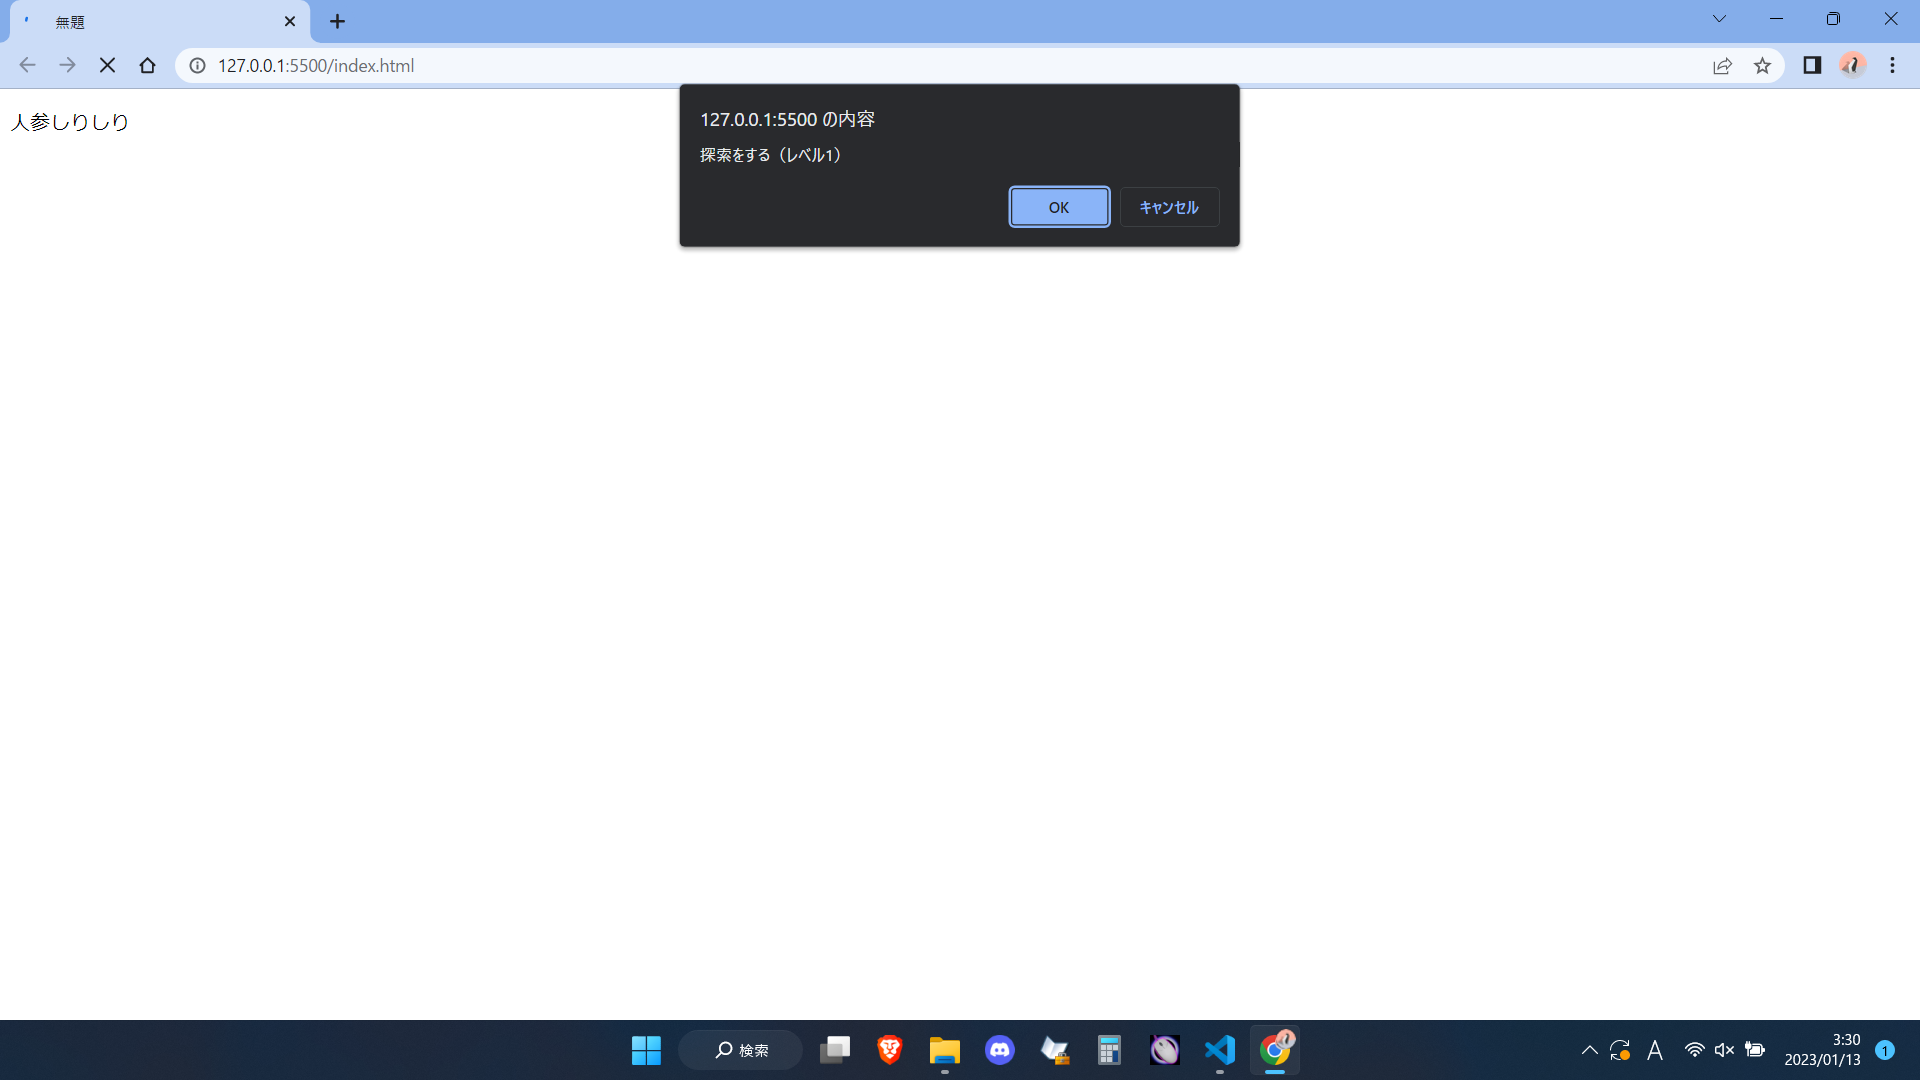 無題
127.0.0.1:5500/index.html
人参しりしり
127.0.0.1:5500 の内容
探索をする（レベル1）
OK
キャンセル
検索
A
3:30
2023/01/13
1